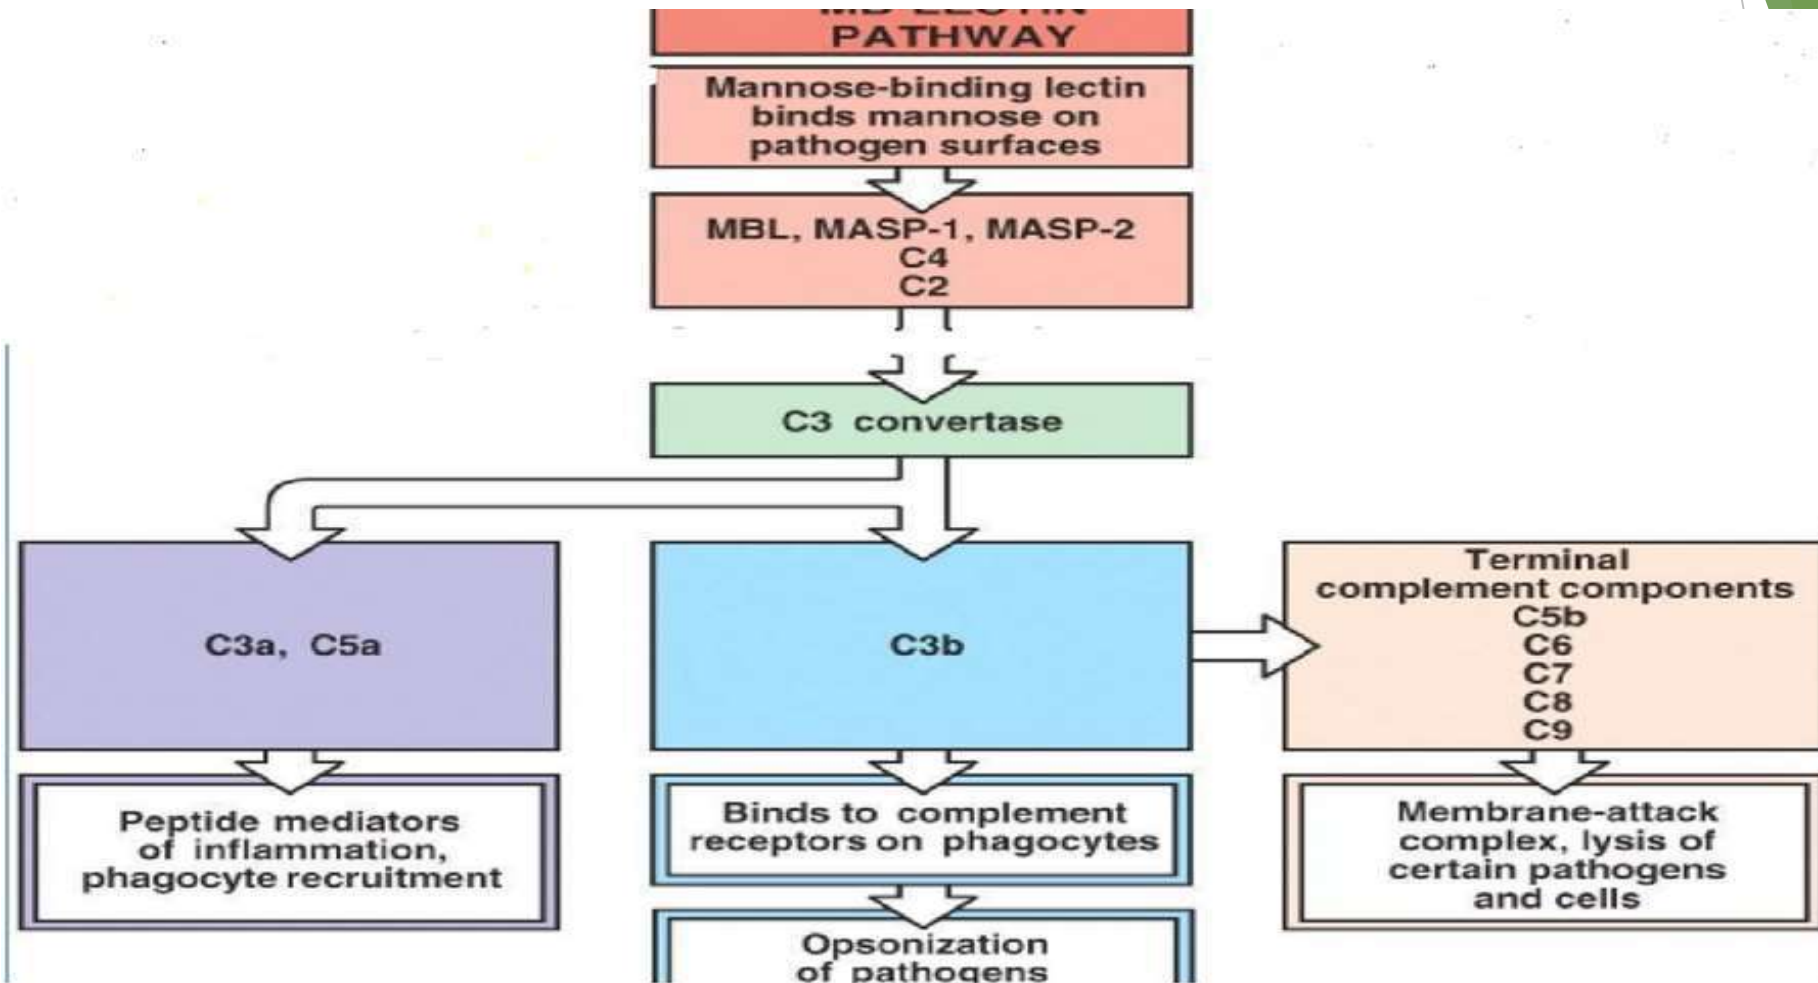 MB-LECTIN
PATHWAY
Mannose-binding lectin
binds mannose on
pathogen surfaces
MBL, MASP-1, MASP-2
C4
C2
C3 convertase
C3a, C5a
C3b
Terminal
complement components
C5b
C6
C7
C8
C9
Peptide mediators
of inflammation,
phagocyte recruitment
Binds to complement
receptors on phagocytes
Membrane-attack
complex, lysis of
certain pathogens
and cells
Opsonization
of pathogens